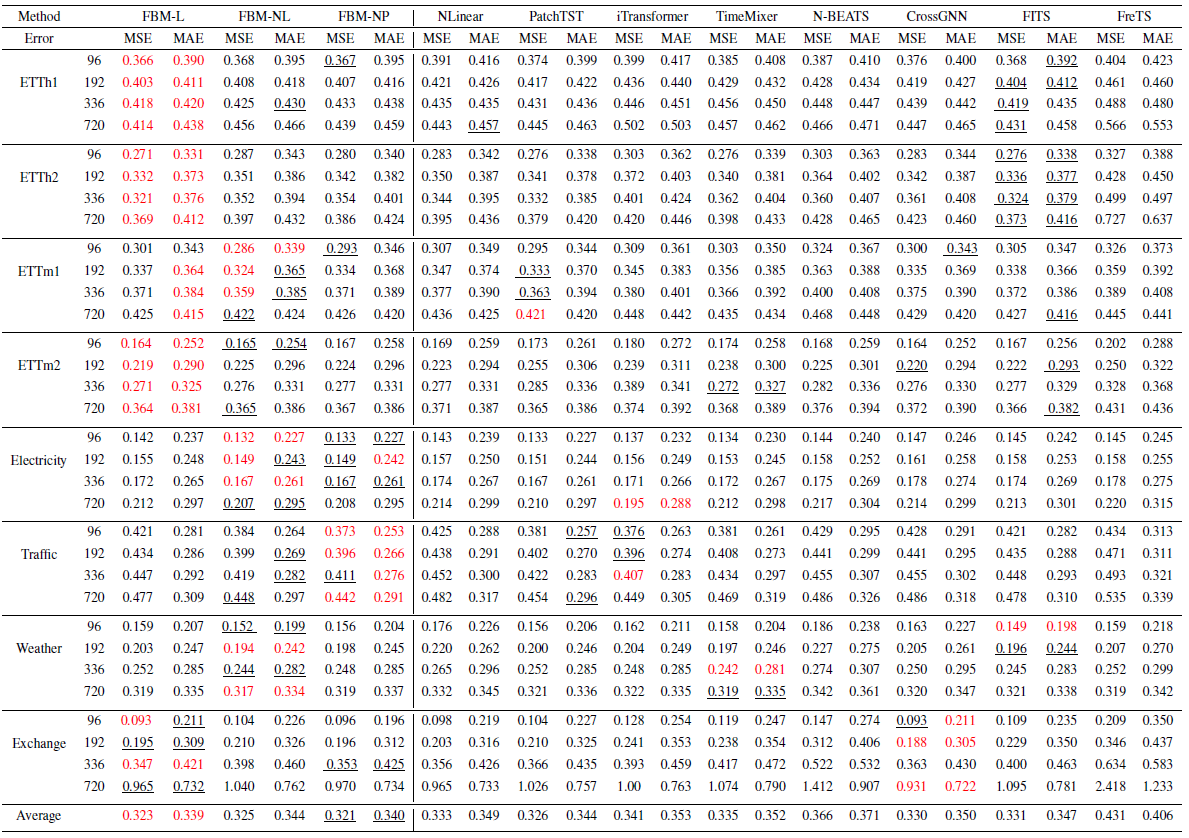 Method FBM-L FBM-NL FBM-NP NLinear PatchTST iTransformer TimeMixer N-BEATS CrossGNN FITS FreTS
Error MSE MAE MSE MAE MSE MAE MSE MAE MSE MAE MSE MAE MSE MAE MSE MAE MSE MAE MSE MAE MSE MAE
ETTh1
96 0.366 0.390 0.368 0.395 0.367 0.395 0.391 0.416 0.374 0.399 0.399 0.417 0.385 0.408 0.387 0.410 0.376 0.400 0.368 0.392 0.404 0.423
192 0.403 0.411 0.408 0.418 0.407 0.416 0.421 0.426 0.417 0.422 0.436 0.440 0.429 0.432 0.428 0.434 0.419 0.427 0.404 0.412 0.461 0.460
336 0.418 0.420 0.425 0.430 0.433 0.438 0.435 0.435 0.431 0.436 0.446 0.451 0.456 0.450 0.448 0.447 0.439 0.442 0.419 0.435 0.488 0.480
720 0.414 0.438 0.456 0.466 0.439 0.459 0.443 0.457 0.445 0.463 0.502 0.503 0.457 0.462 0.466 0.471 0.447 0.465 0.431 0.458 0.566 0.553
ETTh2
96 0.271 0.331 0.287 0.343 0.280 0.340 0.283 0.342 0.276 0.338 0.303 0.362 0.276 0.339 0.303 0.363 0.283 0.344 0.276 0.338 0.327 0.388
192 0.332 0.373 0.351 0.386 0.342 0.382 0.350 0.387 0.341 0.378 0.372 0.403 0.340 0.381 0.364 0.402 0.342 0.387 0.336 0.377 0.428 0.450
336 0.321 0.376 0.352 0.394 0.354 0.401 0.344 0.395 0.332 0.385 0.401 0.424 0.362 0.404 0.360 0.407 0.361 0.408 0.324 0.379 0.499 0.497
720 0.369 0.412 0.397 0.432 0.386 0.424 0.395 0.436 0.379 0.420 0.420 0.446 0.398 0.433 0.428 0.465 0.423 0.460 0.373 0.416 0.727 0.637
ETTm1
96 0.301 0.343 0.286 0.339 0.293 0.346 0.307 0.349 0.295 0.344 0.309 0.361 0.303 0.350 0.324 0.367 0.300 0.343 0.305 0.347 0.326 0.373
192 0.337 0.364 0.324 0.365 0.334 0.368 0.347 0.374 0.333 0.370 0.345 0.383 0.356 0.385 0.363 0.388 0.335 0.369 0.338 0.366 0.359 0.392
336 0.371 0.384 0.359 0.385 0.371 0.389 0.377 0.390 0.363 0.394 0.380 0.401 0.366 0.392 0.400 0.408 0.375 0.390 0.372 0.386 0.389 0.408
720 0.425 0.415 0.422 0.424 0.426 0.420 0.436 0.425 0.421 0.420 0.448 0.442 0.435 0.434 0.468 0.448 0.429 0.420 0.427 0.416 0.445 0.441
ETTm2
96 0.164 0.252 0.165 0.254 0.167 0.258 0.169 0.259 0.173 0.261 0.180 0.272 0.174 0.258 0.168 0.259 0.164 0.252 0.167 0.256 0.202 0.288
192 0.219 0.290 0.225 0.296 0.224 0.296 0.223 0.294 0.255 0.306 0.239 0.311 0.238 0.300 0.225 0.301 0.220 0.294 0.222 0.293 0.250 0.322
336 0.271 0.325 0.276 0.331 0.277 0.331 0.277 0.331 0.285 0.336 0.389 0.341 0.272 0.327 0.282 0.336 0.276 0.330 0.277 0.329 0.328 0.368
720 0.364 0.381 0.365 0.386 0.367 0.386 0.371 0.387 0.365 0.386 0.374 0.392 0.368 0.389 0.376 0.394 0.372 0.390 0.366 0.382 0.431 0.436
Electricity
96 0.142 0.237 0.132 0.227 0.133 0.227 0.143 0.239 0.133 0.227 0.137 0.232 0.134 0.230 0.144 0.240 0.147 0.246 0.145 0.242 0.145 0.245
192 0.155 0.248 0.149 0.243 0.149 0.242 0.157 0.250 0.151 0.244 0.156 0.249 0.153 0.245 0.158 0.252 0.161 0.258 0.158 0.253 0.158 0.255
336 0.172 0.265 0.167 0.261 0.167 0.261 0.174 0.267 0.167 0.261 0.171 0.266 0.172 0.267 0.175 0.269 0.178 0.274 0.174 0.269 0.178 0.275
720 0.212 0.297 0.207 0.295 0.208 0.295 0.214 0.299 0.210 0.297 0.195 0.288 0.212 0.298 0.217 0.304 0.214 0.299 0.213 0.301 0.220 0.315
Traffic
96 0.421 0.281 0.384 0.264 0.373 0.253 0.425 0.288 0.381 0.257 0.376 0.263 0.381 0.261 0.429 0.295 0.428 0.291 0.421 0.282 0.434 0.313
192 0.434 0.286 0.399 0.269 0.396 0.266 0.438 0.291 0.402 0.270 0.396 0.274 0.408 0.273 0.441 0.299 0.441 0.295 0.435 0.288 0.471 0.311
336 0.447 0.292 0.419 0.282 0.411 0.276 0.452 0.300 0.422 0.283 0.407 0.283 0.434 0.297 0.455 0.307 0.455 0.302 0.448 0.293 0.493 0.321
720 0.477 0.309 0.448 0.297 0.442 0.291 0.482 0.317 0.454 0.296 0.449 0.305 0.469 0.319 0.486 0.326 0.486 0.318 0.478 0.310 0.535 0.339
Weather
96 0.159 0.207 0.152 0.199 0.156 0.204 0.176 0.226 0.156 0.206 0.162 0.211 0.158 0.204 0.186 0.238 0.163 0.227 0.149 0.198 0.159 0.218
192 0.203 0.247 0.194 0.242 0.198 0.245 0.220 0.262 0.200 0.246 0.204 0.249 0.197 0.246 0.227 0.275 0.205 0.261 0.196 0.244 0.207 0.270
336 0.252 0.285 0.244 0.282 0.248 0.285 0.265 0.296 0.252 0.285 0.248 0.285 0.242 0.281 0.274 0.307 0.250 0.295 0.245 0.283 0.252 0.299
720 0.319 0.335 0.317 0.334 0.319 0.337 0.332 0.345 0.321 0.336 0.322 0.335 0.319 0.335 0.342 0.361 0.320 0.347 0.321 0.338 0.319 0.342
Exchange
96 0.093 0.211 0.104 0.226 0.096 0.196 0.098 0.219 0.104 0.227 0.128 0.254 0.119 0.247 0.147 0.274 0.093 0.211 0.109 0.235 0.209 0.350
192 0.195 0.309 0.210 0.326 0.196 0.312 0.203 0.316 0.210 0.325 0.241 0.353 0.238 0.354 0.312 0.406 0.188 0.305 0.229 0.350 0.346 0.437
336 0.347 0.421 0.398 0.460 0.353 0.425 0.356 0.426 0.366 0.435 0.393 0.459 0.417 0.472 0.522 0.532 0.363 0.430 0.400 0.463 0.634 0.583
720 0.965 0.732 1.040 0.762 0.970 0.734 0.965 0.733 1.026 0.757 1.00 0.763 1.074 0.790 1.412 0.907 0.931 0.722 1.095 0.781 2.418 1.233
Average 0.323 0.339 0.325 0.344 0.321 0.340 0.333 0.349 0.326 0.344 0.341 0.353 0.335 0.352 0.366 0.371 0.330 0.350 0.331 0.347 0.431 0.406